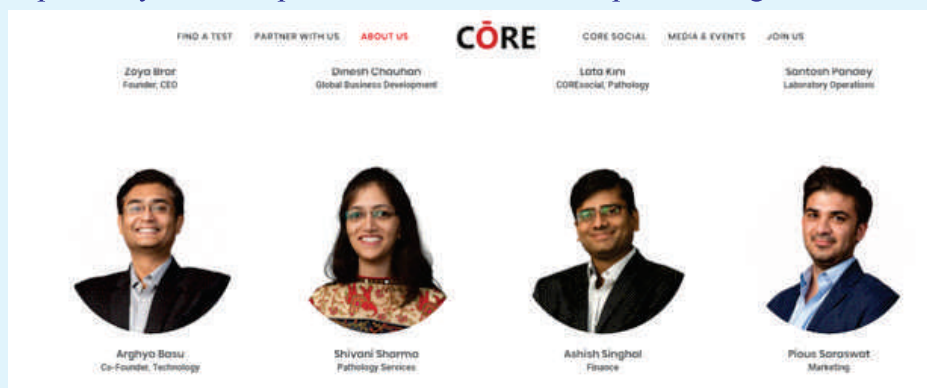 FIND A TEST PARTNER WITH US ABOUT US CŌRE CORE SOCIAL MEDIA & EVENTS JOIN US
Zoya Brar Dinesh Chauhan Lata Kini Santosh Pandey
Founder, CEO Global Business Development COREsocial, Pathology Laboratory Operations
Arghya Basu Shivani Sharma Ashish Singhal Pious Saraswat
Co-Founder, Technology Pathology Services Finance Marketing